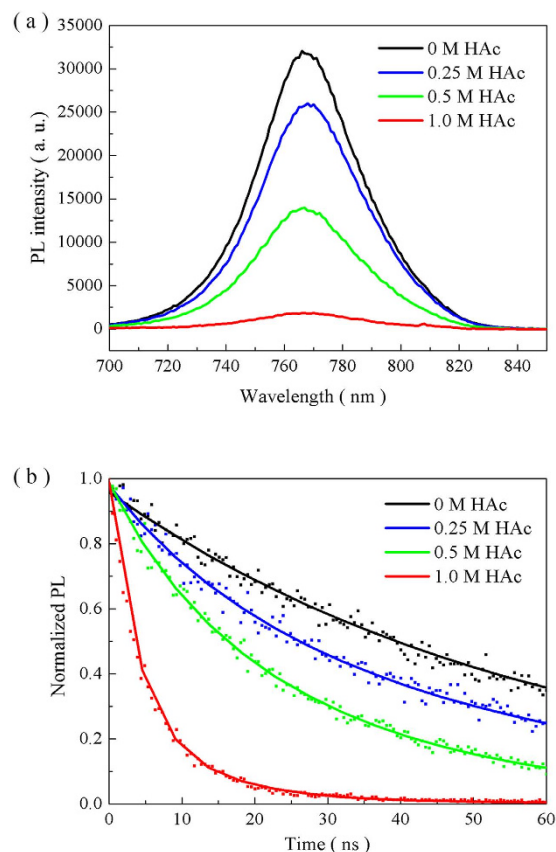 ( a )
35000
30000
25000
20000
15000
10000
5000
0
PL intensity ( a. u. )
0 M HAc
0.25 M HAc
0.5 M HAc
1.0 M HAc
700 720 740 760 780 800 820 840
Wavelength ( nm )
( b )
1.0
0.8
0.6
0.4
0.2
0.0
Normalized PL
0 M HAc
0.25 M HAc
0.5 M HAc
1.0 M HAc
0 10 20 30 40 50 60
Time ( ns )